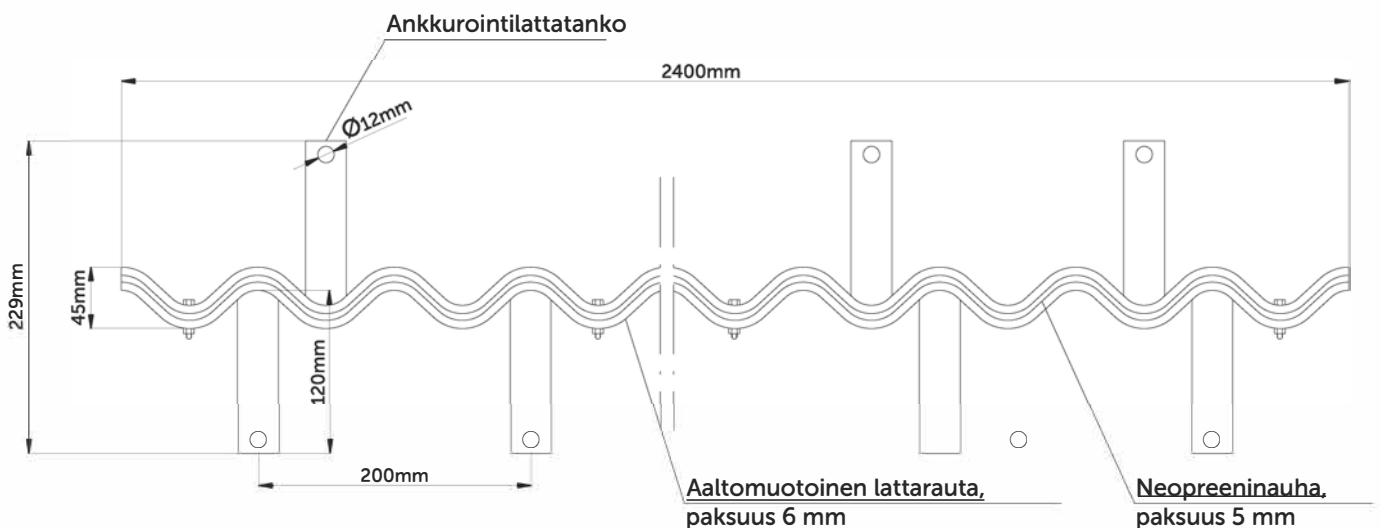 Ankkurointilattatanko
2400mm
Ø12mm
229mm
45mm
120mm
200mm
Aaltomuotoinen lattarauta,
paksuus 6 mm
Neopreeninauha,
paksuus 5 mm